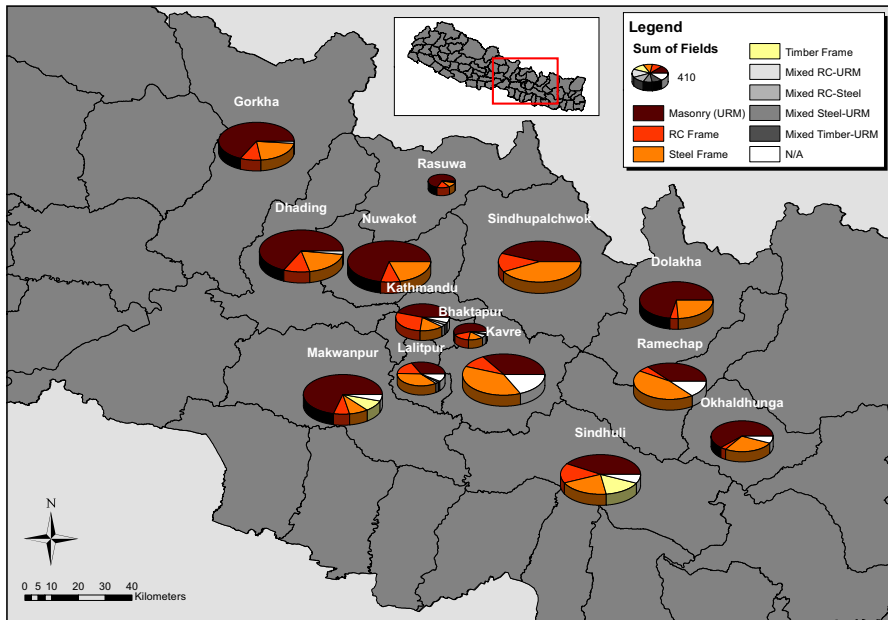 Legend
Sum of Fields
410
Masonry (URM)
RC Frame
Steel Frame
Timber Frame
Mixed RC-URM
Mixed RC-Steel
Mixed Steel-URM
Mixed Timber-URM
N/A
Gorkha
Rasuwa
Dhading
Nuwakot
Sindhupalchwok
Dolakha
Kathmandu
Bhaktapur
Kavre
Lalitpur
Makwanpur
Ramechap
Okhaldhunga
Sindhuli
N
0 5 10 20 30 40
Kilometers